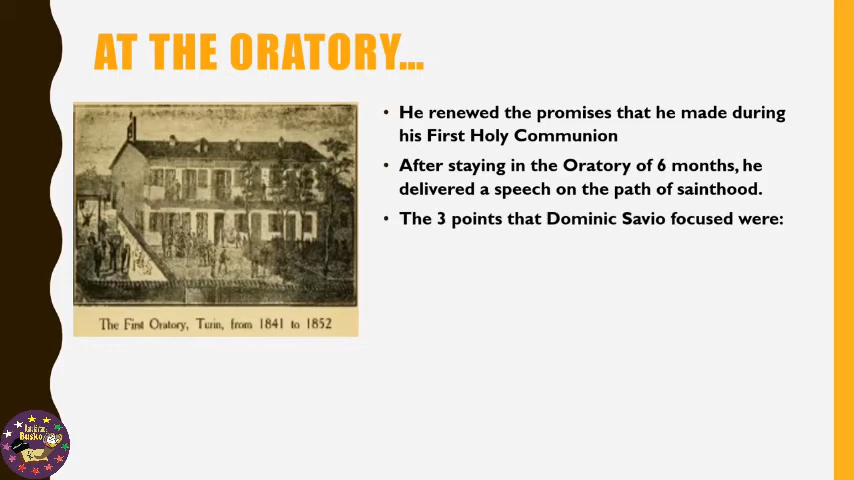 AT THE ORATORY...
• He renewed the promises that he made during
his First Holy Communion
• After staying in the Oratory of 6 months, he
delivered a speech on the path of sainthood.
• The 3 points that Dominic Savio focused were:
The First Oratory, Turin, from 1841 to 1852
Busko